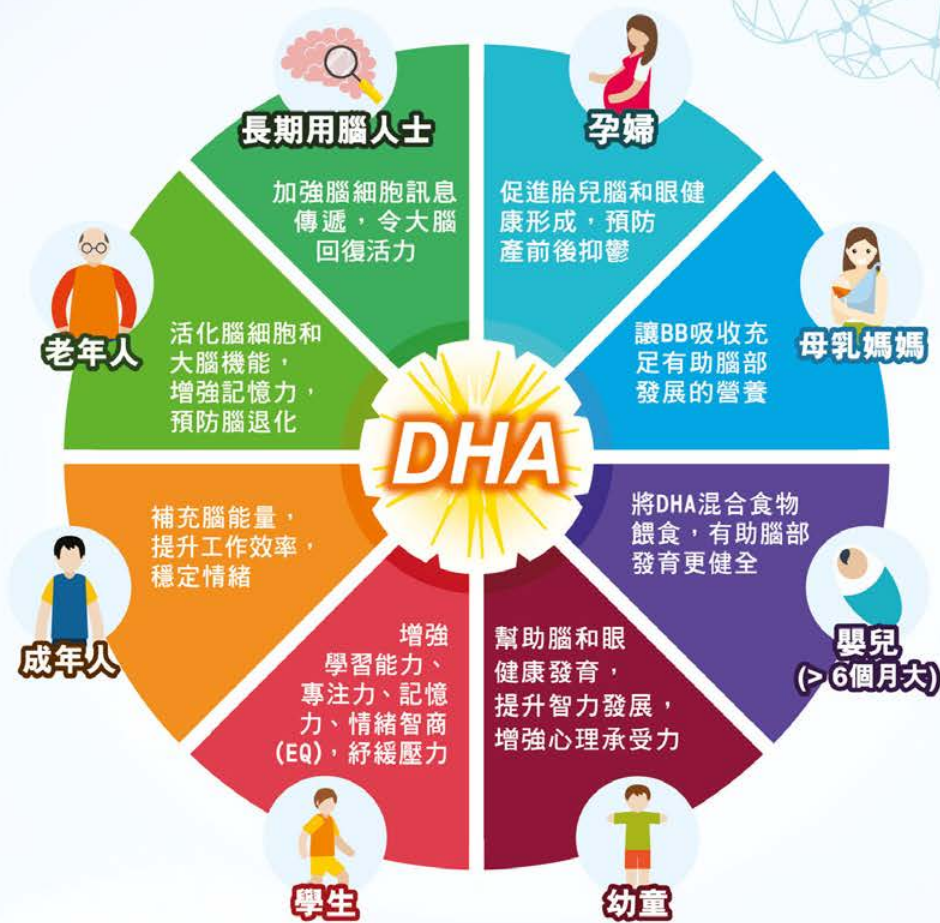 長期用腦人士
加強腦細胞訊息
傳遞，令大腦
回復活力
孕婦
促進胎兒腦和眼健
康形成，預防
產前後抑鬱
老年人
活化腦細胞和
大腦機能，
增強記憶力，
預防腦退化
母乳媽媽
讓BB吸收充
足有助腦部
發展的營養
DHA
成年人
補充腦能量，
提升工作效率，
穩定情緒
將DHA混合食物
餵食，有助腦部
發育更健全
嬰兒
(> 6個月大)
增強
學習能力、
專注力、記憶
力、情緒智商
(EQ)，紓緩壓力
學生
幫助腦和眼
健康發育，
提升智力發展，
增強心理承受力
幼童